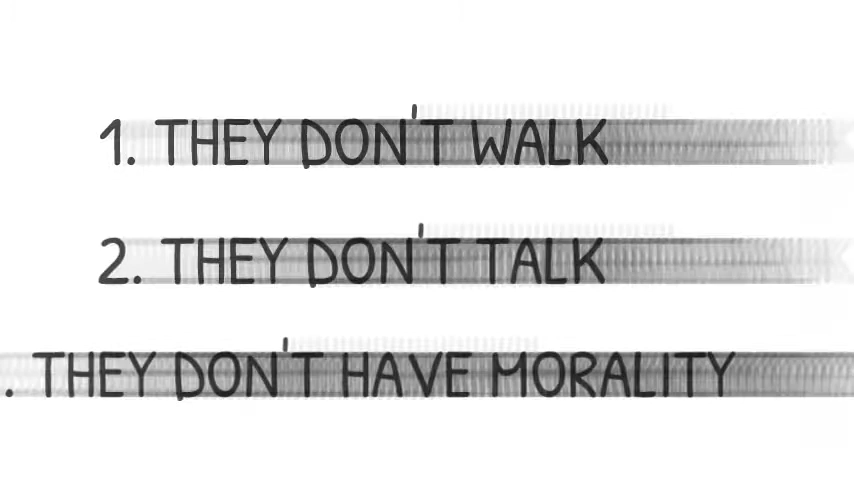 1. THEY DON'T WALK
2. THEY DON'T TALK
. THEY DON'T HAVE MORALITY